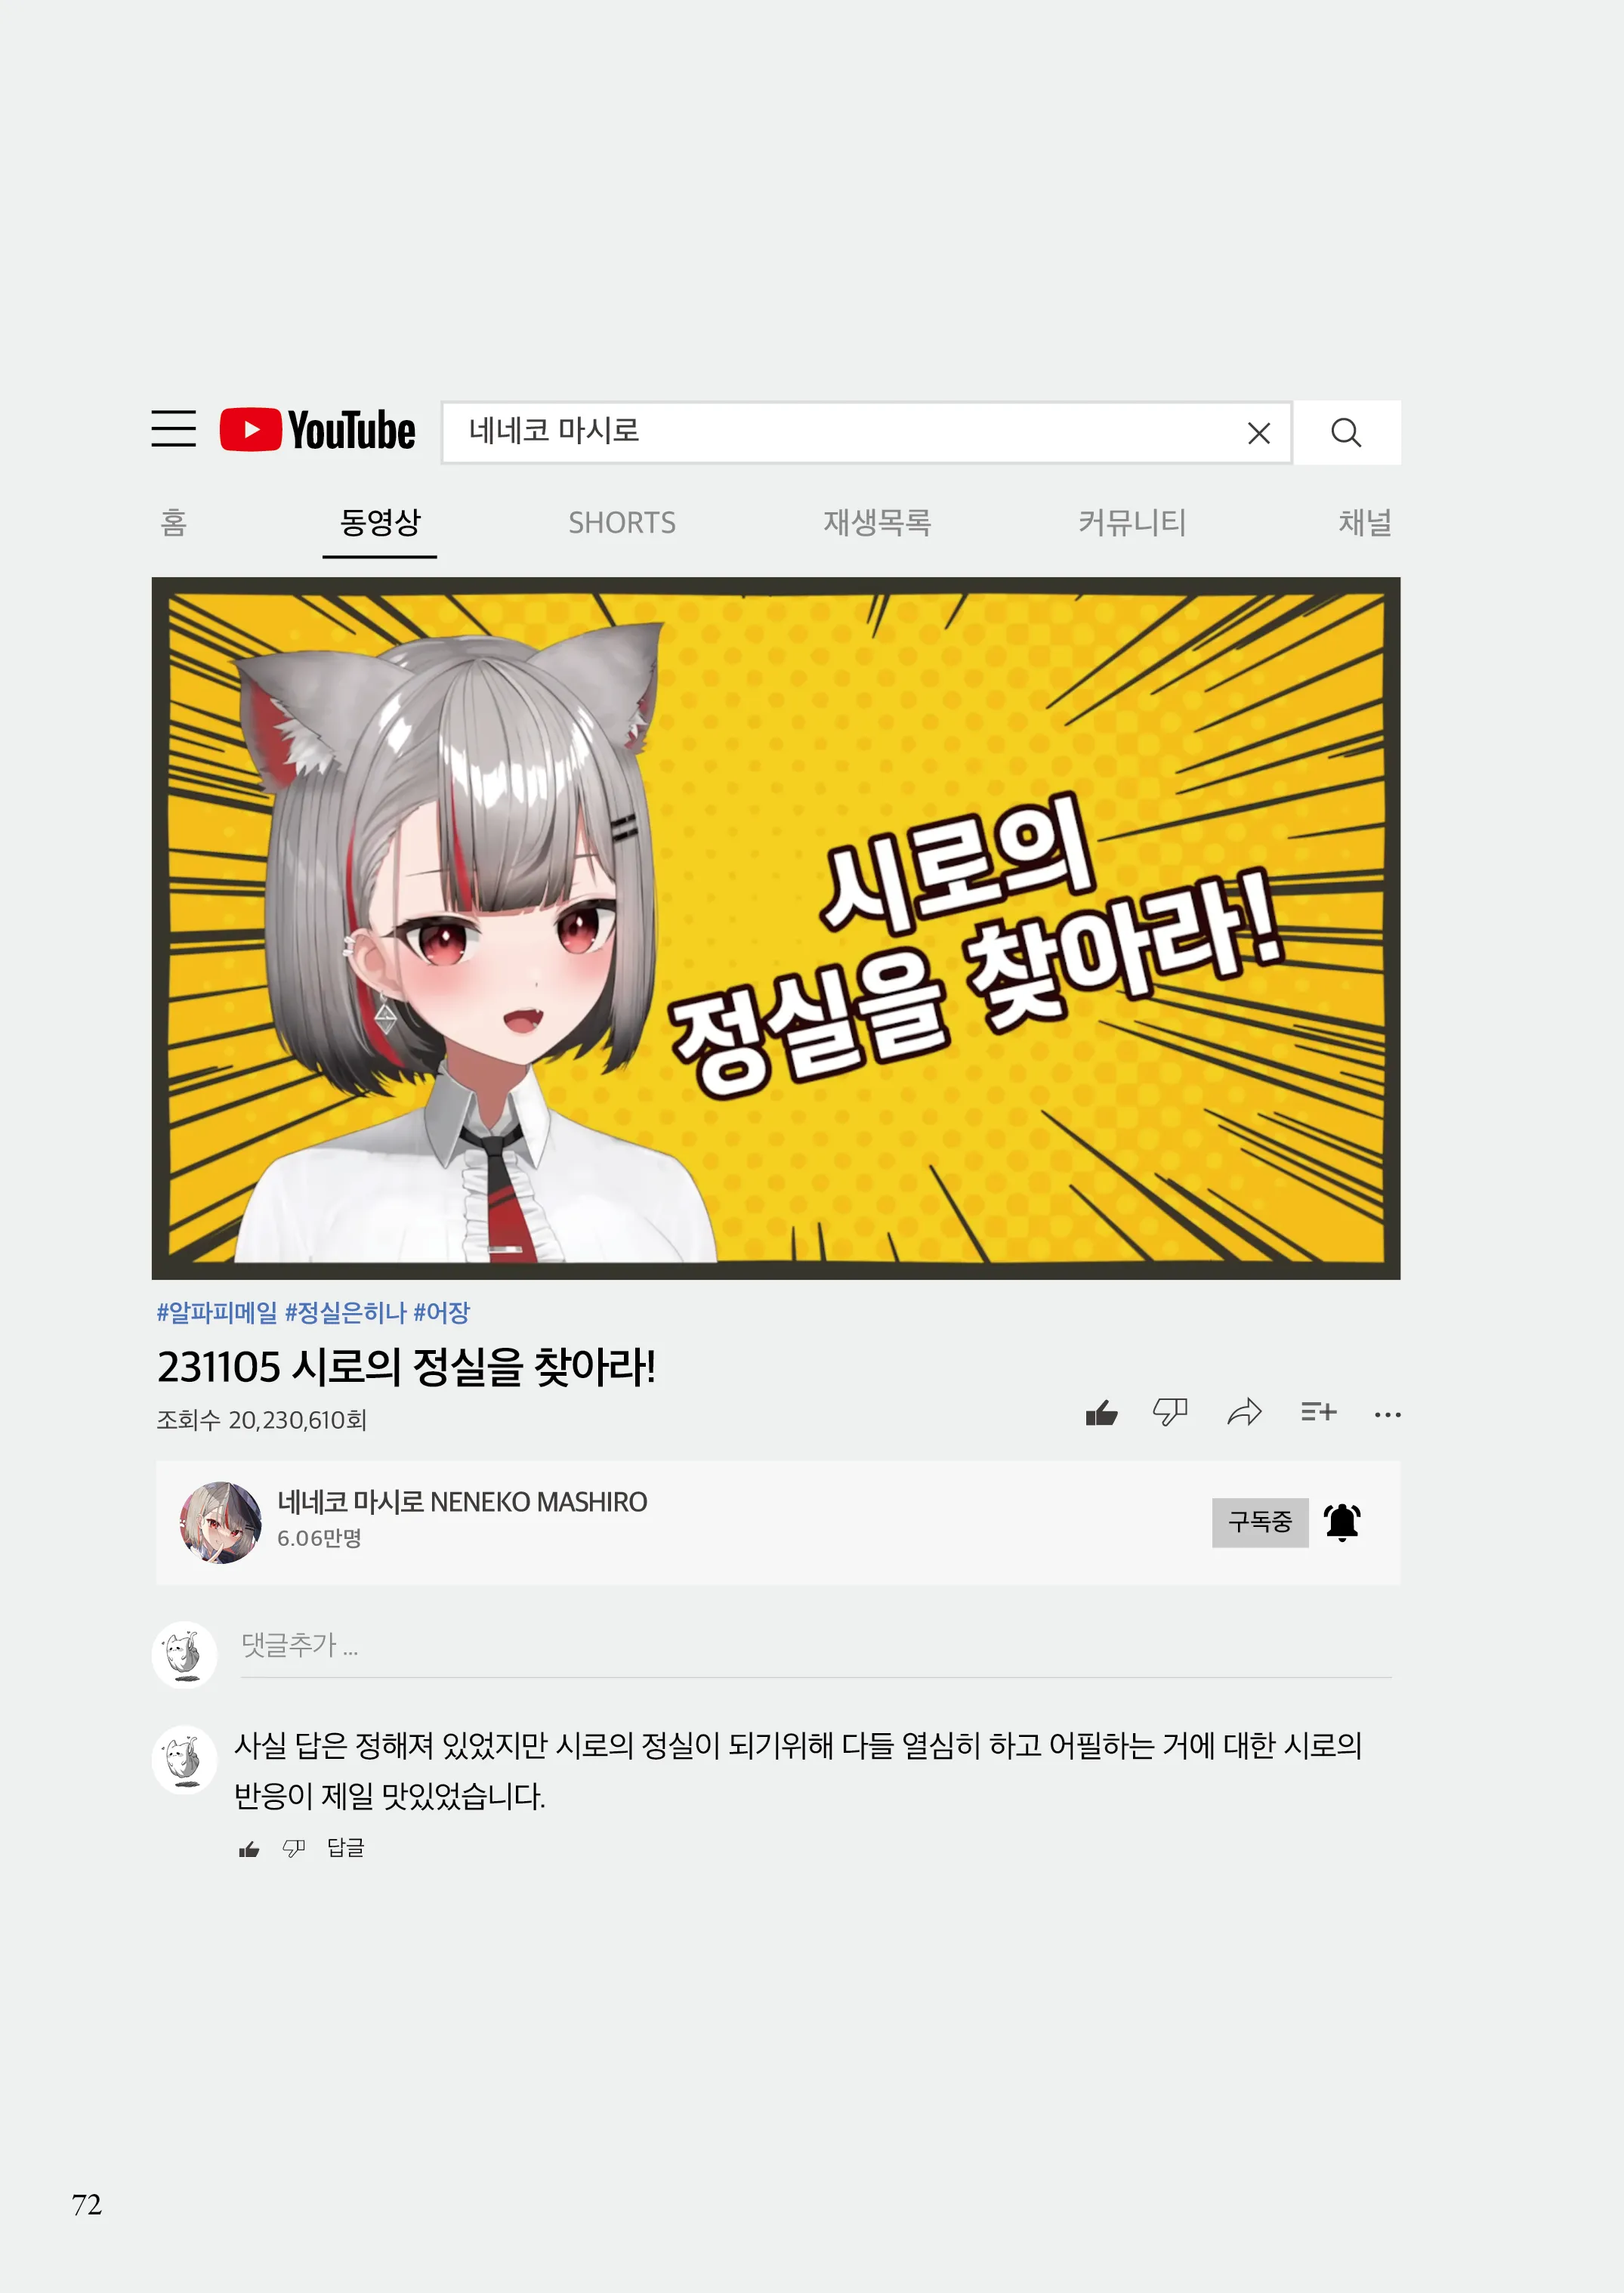 YouTube
네네코 마시로
홈 동영상 SHORTS 재생목록 커뮤니티 채널
시로의
정실을 찾아라!
#알파피메일 #정실은히나 #어장
231105 시로의 정실을 찾아라!
조회수 20,230,610회
네네코 마시로 NENEKO MASHIRO
6.06만명
구독중
댓글추가 ...
사실 답은 정해져 있었지만 시로의 정실이 되기위해 다들 열심히 하고 어필하는 거에 대한 시로의
반응이 제일 맛있었습니다.
답글
72